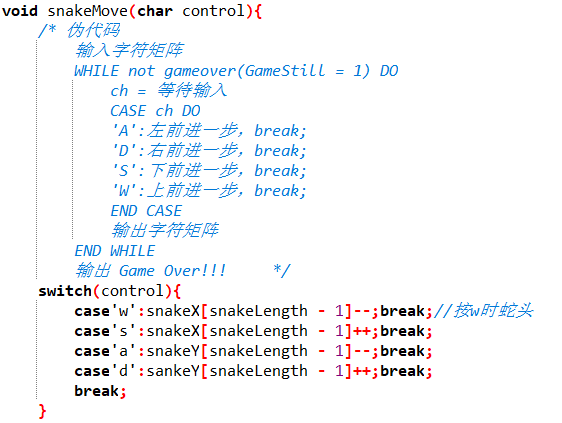 void snakeMove(char control){
/* 伪代码
输入字符矩阵
WHILE not gameover(GameStill = 1) DO
ch = 等待输入
CASE ch DO
'A':左前进一步，break;
'D':右前进一步，break;
'S':下前进一步，break;
'W':上前进一步，break;
END CASE
输出字符矩阵
END WHILE
输出 Game Over!!! */
switch(control){
case'w':snakeX[snakeLength - 1]--;break;//按w时蛇头
case's':snakeX[snakeLength - 1]++;break;
case'a':snakeY[snakeLength - 1]--;break;
case'd':sankeY[snakeLength - 1]++;break;
break;
}